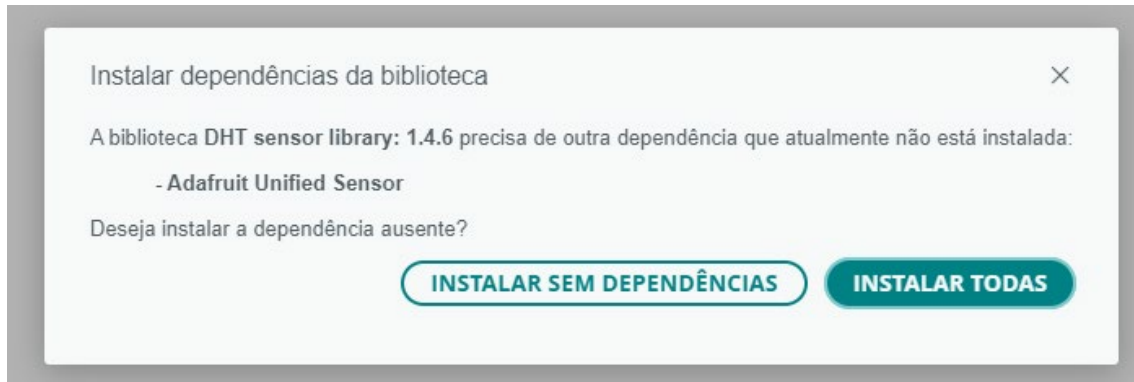 Instalar dependências da biblioteca
A biblioteca DHT sensor library: 1.4.6 precisa de outra dependência que atualmente não está instalada:
- Adafruit Unified Sensor
Deseja instalar a dependência ausente?
INSTALAR SEM DEPENDÊNCIAS
INSTALAR TODAS